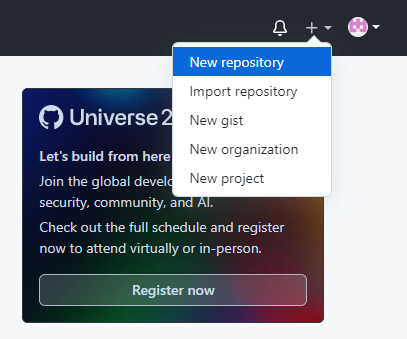 New repository
Import repository
New gist
New organization
New project
Universe 2
Let's build from here
Join the global develo
security, community, and AI.
Check out the full schedule and register
now to attend virtually or in-person.
Register now